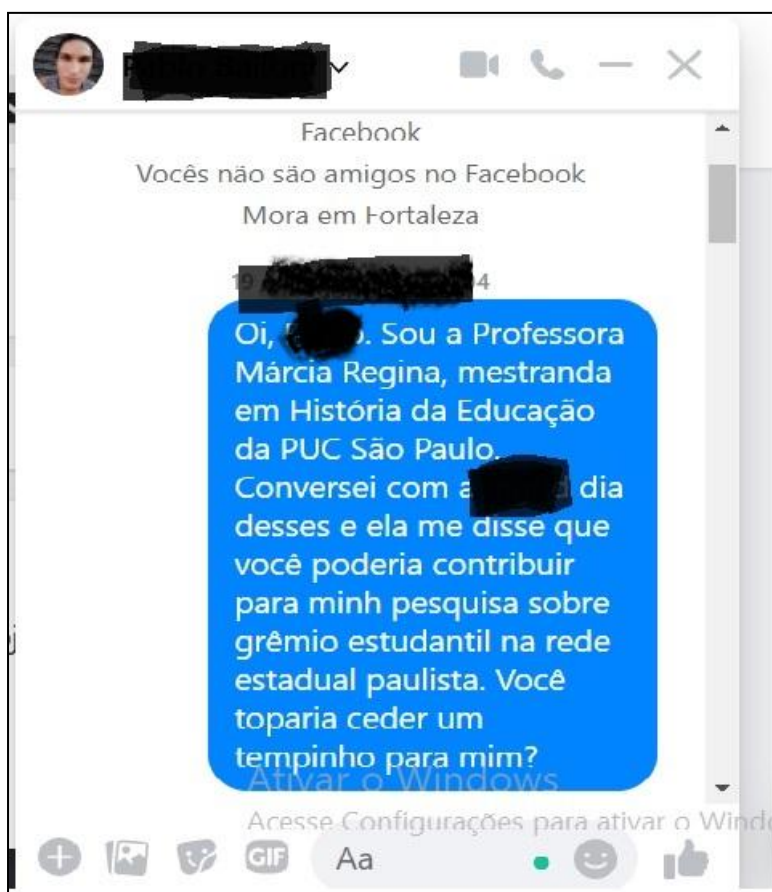 Facebook
Vocês não são amigos no Facebook
Mora em Fortaleza
19 4
Oi, o. Sou a Professora
Márcia Regina, mestranda
em História da Educação
da PUC São Paulo.
Conversei com a dia
desses e ela me disse que
você poderia contribuir
para minh pesquisa sobre
grêmio estudantil na rede
estadual paulista. Você
toparia ceder um
tempinho para mim?
Ativar o Windows
Acesse Configurações para ativar o Windo
GIF Aa